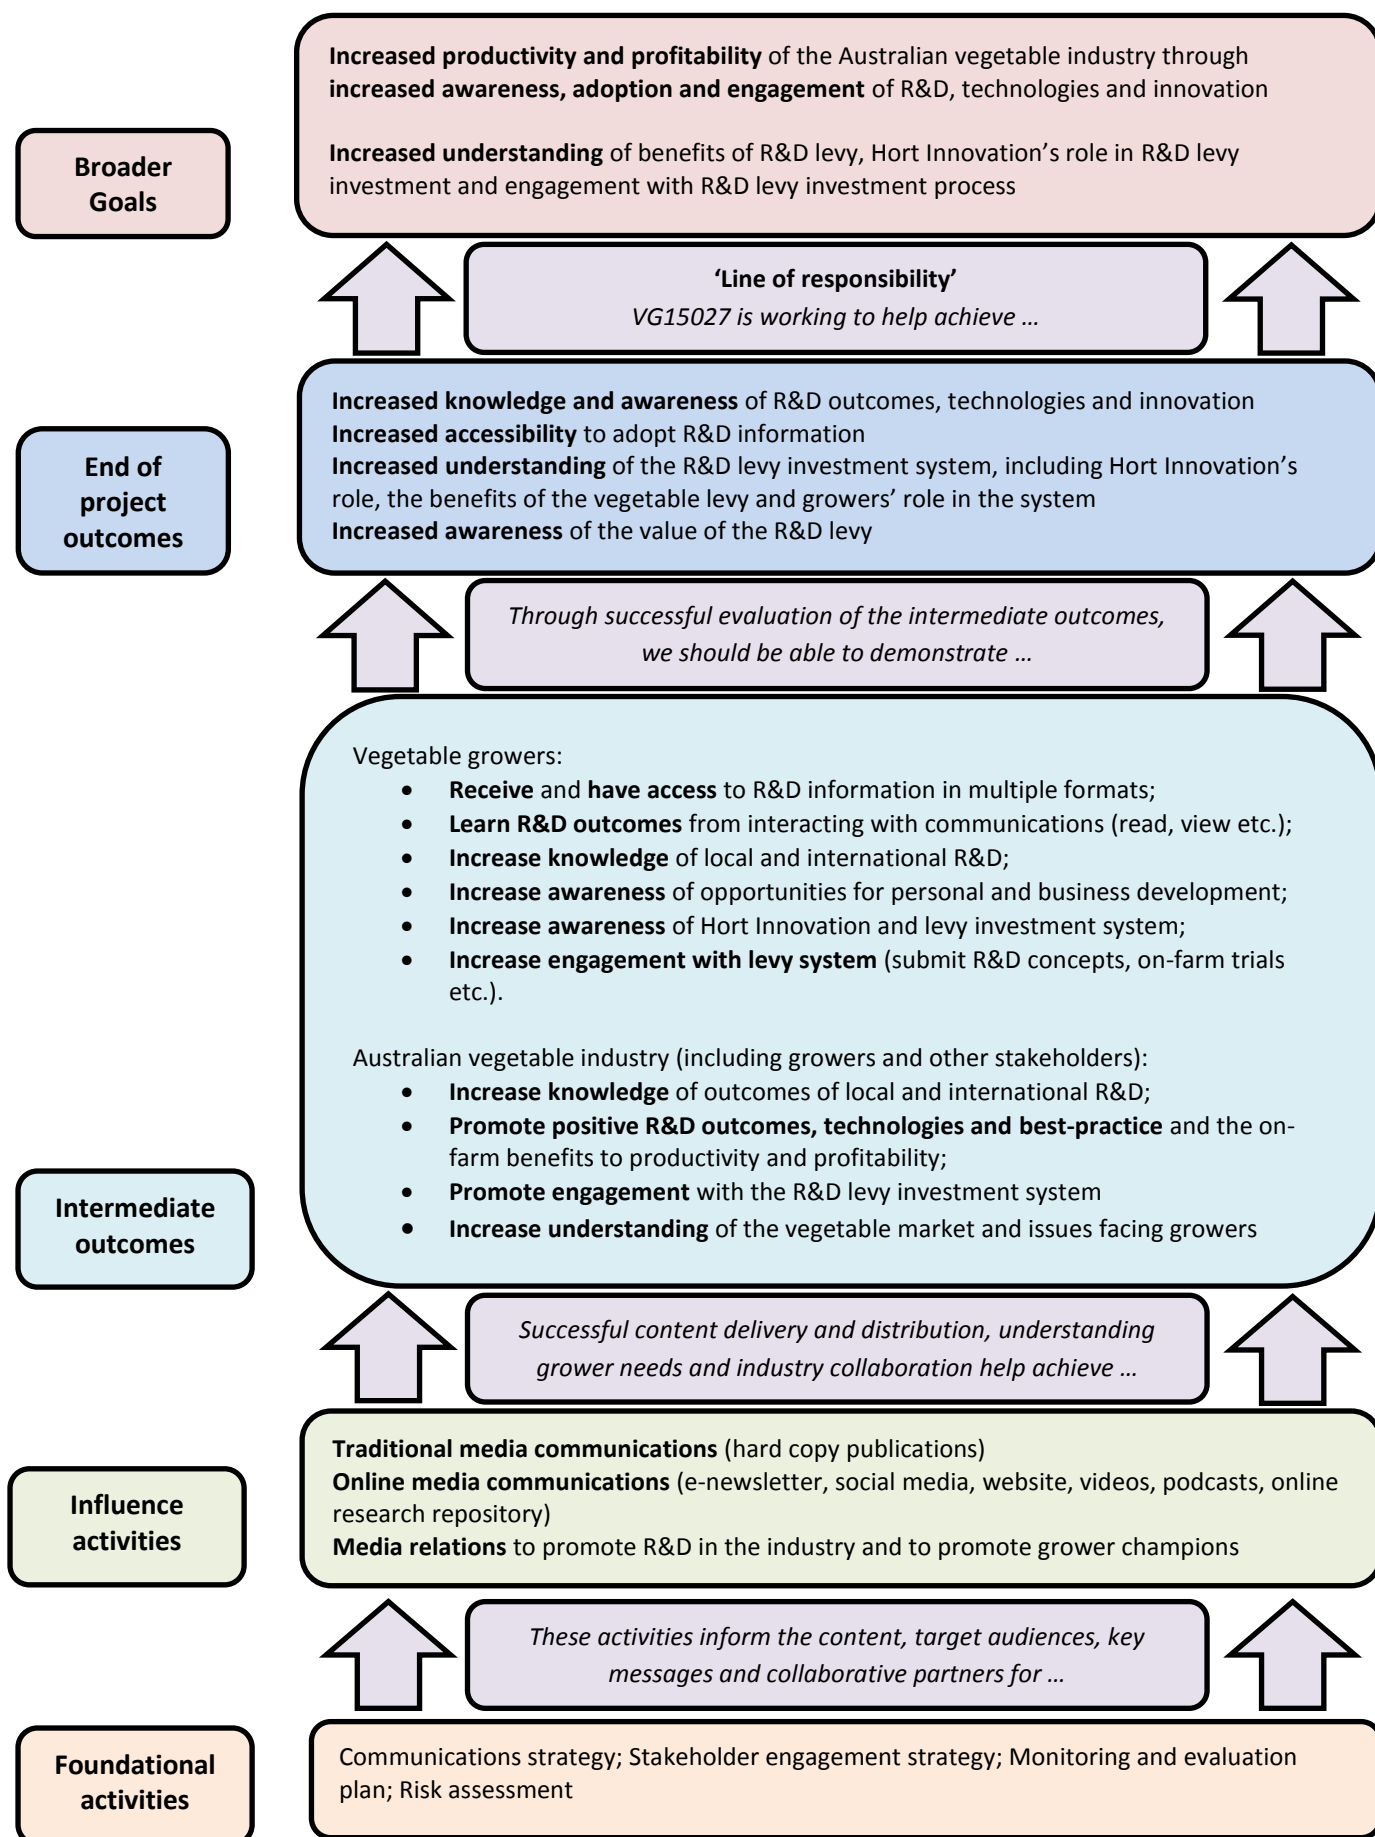 Increased productivity and profitability of the Australian vegetable industry through
increased awareness, adoption and engagement of R&D, technologies and innovation
Increased understanding of benefits of R&D levy, Hort Innovation’s role in R&D levy
investment and engagement with R&D levy investment process
Broader
Goals
‘Line of responsibility’
VG15027 is working to help achieve …
Increased knowledge and awareness of R&D outcomes, technologies and innovation
Increased accessibility to adopt R&D information
Increased understanding of the R&D levy investment system, including Hort Innovation’s
role, the benefits of the vegetable levy and growers’ role in the system
Increased awareness of the value of the R&D levy
End of
project
outcomes
Through successful evaluation of the intermediate outcomes,
we should be able to demonstrate …
Vegetable growers:
• Receive and have access to R&D information in multiple formats;
• Learn R&D outcomes from interacting with communications (read, view etc.);
• Increase knowledge of local and international R&D;
• Increase awareness of opportunities for personal and business development;
• Increase awareness of Hort Innovation and levy investment system;
• Increase engagement with levy system (submit R&D concepts, on-farm trials
etc.).
Australian vegetable industry (including growers and other stakeholders):
• Increase knowledge of outcomes of local and international R&D;
• Promote positive R&D outcomes, technologies and best-practice and the on-
farm benefits to productivity and profitability;
• Promote engagement with the R&D levy investment system
• Increase understanding of the vegetable market and issues facing growers
Intermediate
outcomes
Successful content delivery and distribution, understanding
grower needs and industry collaboration help achieve …
Traditional media communications (hard copy publications)
Online media communications (e-newsletter, social media, website, videos, podcasts, online
research repository)
Media relations to promote R&D in the industry and to promote grower champions
Influence
activities
These activities inform the content, target audiences, key
messages and collaborative partners for …
Communications strategy; Stakeholder engagement strategy; Monitoring and evaluation
plan; Risk assessment
Foundational
activities